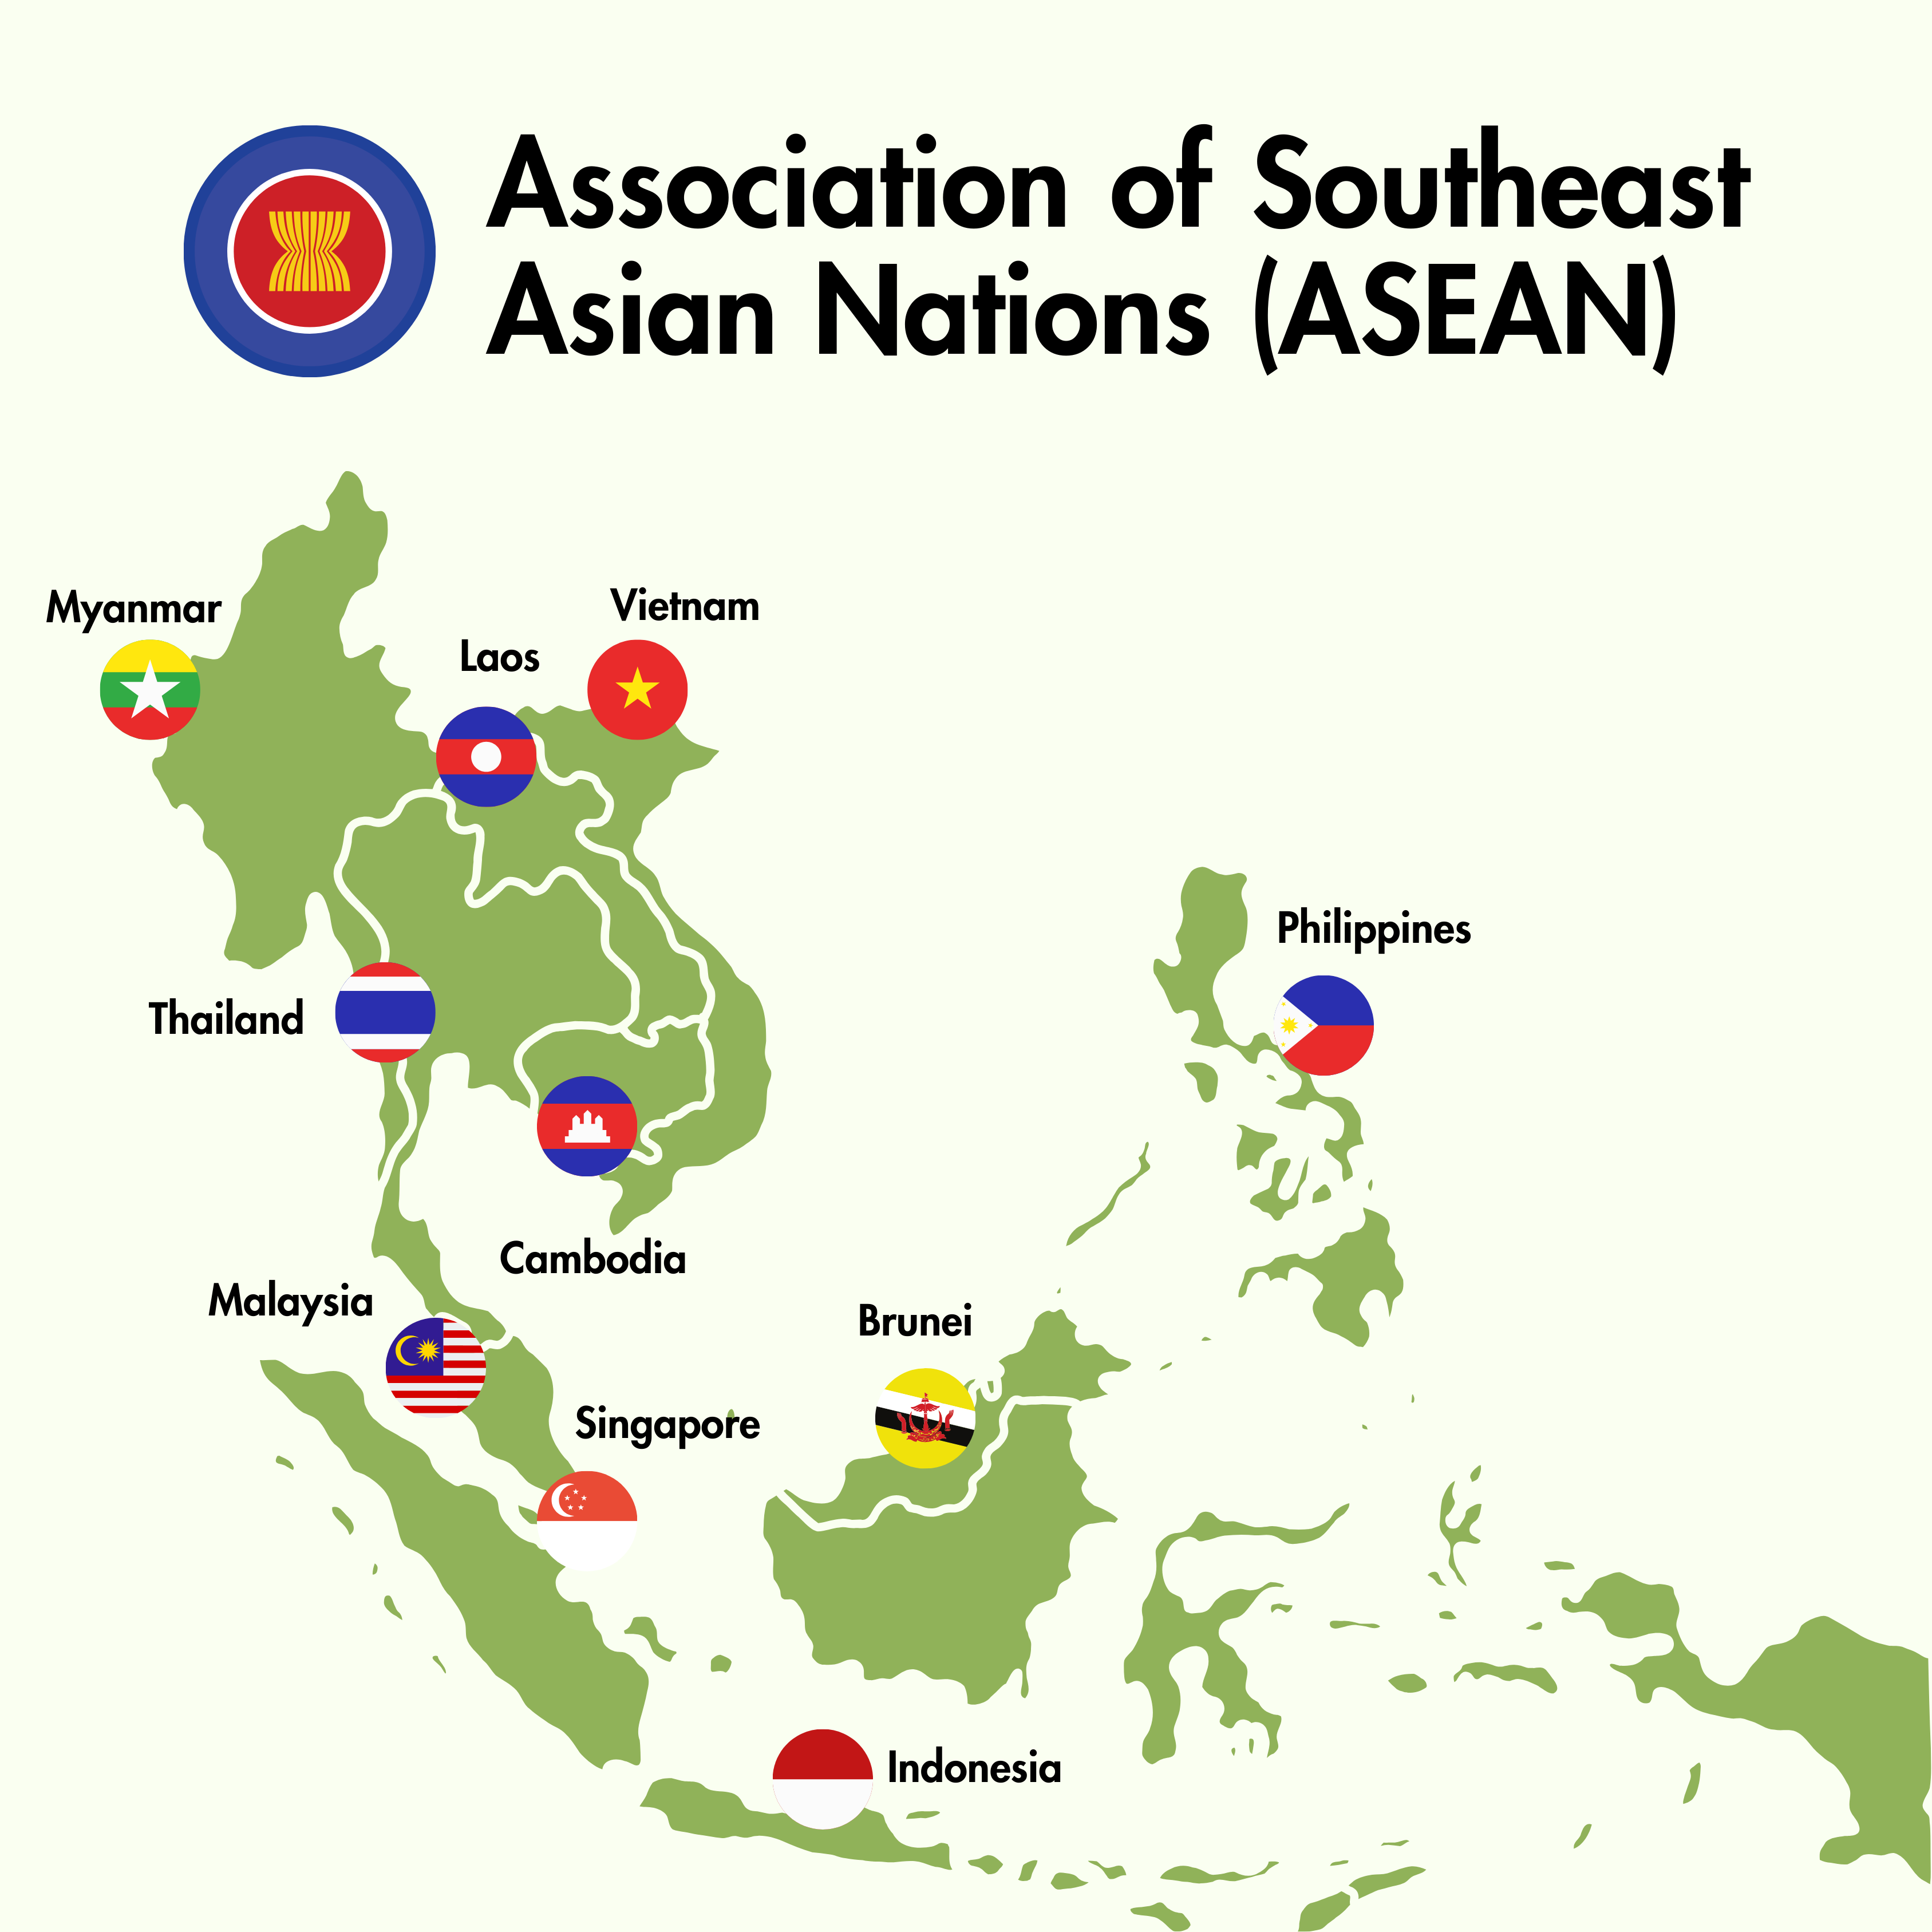 Association of Southeast
Asian Nations (ASEAN)
Myanmar
Vietnam
Laos
Philippines
Thailand
Cambodia
Malaysia
Brunei
Singapore
Indonesia